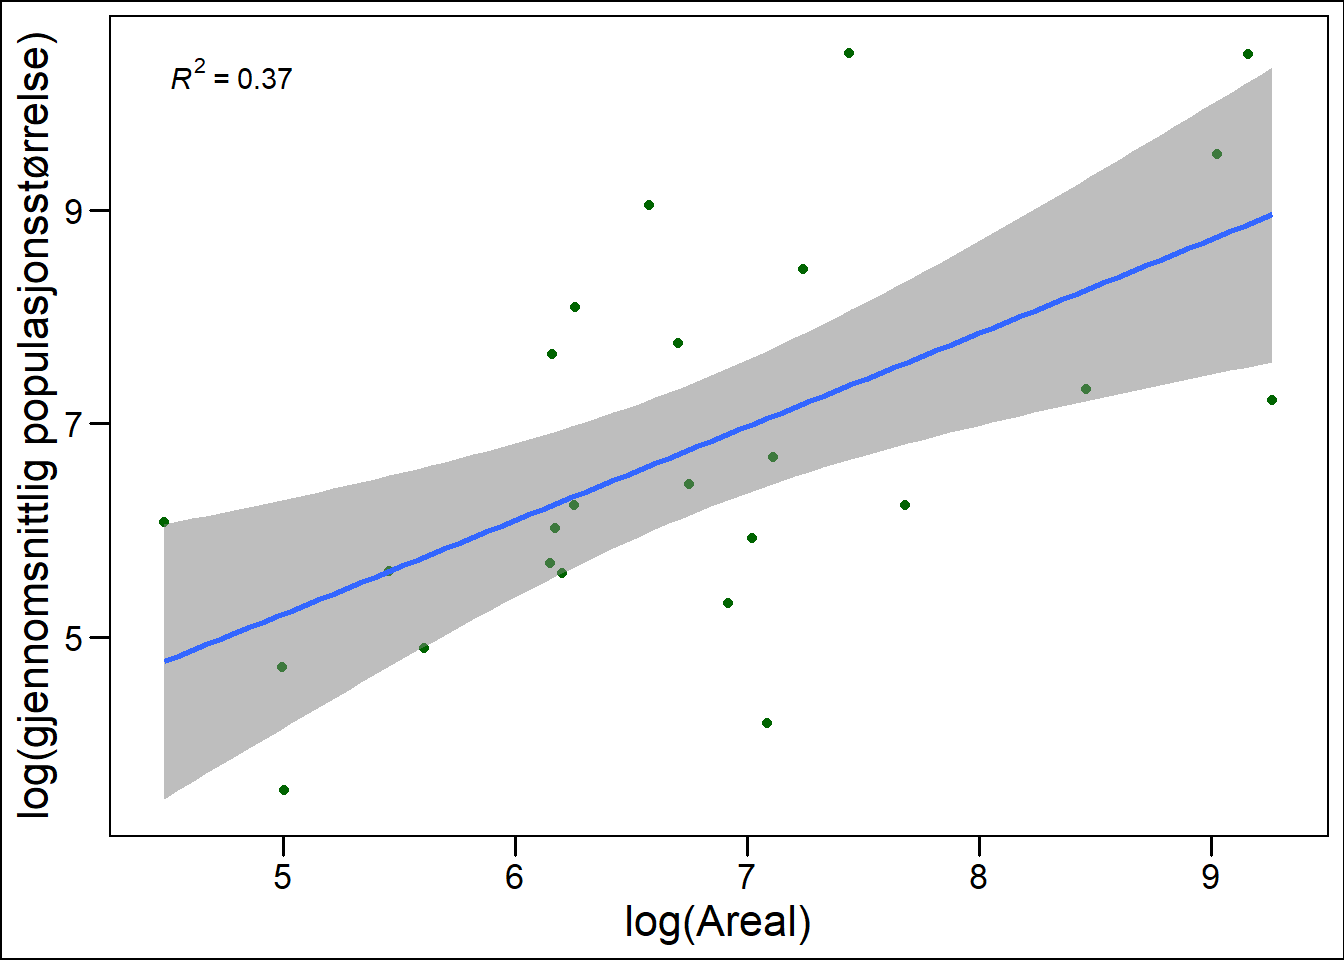 log(gjennomsnittlig populasjonsstørrelse)
R² = 0.37
9
7
5
5 6 7 8 9
log(Areal)